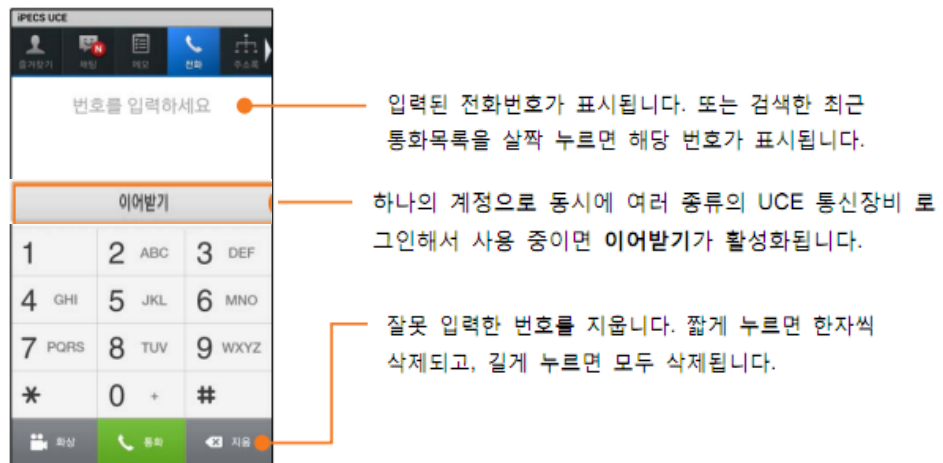 iPECS UCE
즐겨찾기 채팅 N 메모 전화 주소록
번호를 입력하세요
입력된 전화번호가 표시됩니다. 또는 검색한 최근
통화목록을 살짝 누르면 해당 번호가 표시됩니다.
이어받기
하나의 계정으로 동시에 여러 종류의 UCE 통신장비 로
그인해서 사용 중이면 이어받기가 활성화됩니다.
1 2 ABC 3 DEF
4 GHI 5 JKL 6 MNO
잘못 입력한 번호를 지웁니다. 짧게 누르면 한자씩
삭제되고, 길게 누르면 모두 삭제됩니다.
7 PQRS 8 TUV 9 WXYZ
* 0 + #
화상 통화 지움